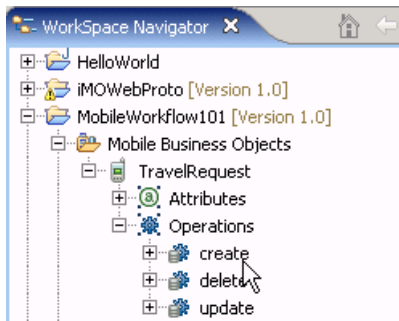 WorkSpace Navigator
HelloWorld
iMOWebProto [Version 1.0]
MobileWorkflow101 [Version 1.0]
Mobile Business Objects
TravelRequest
Attributes
Operations
create
delete
update